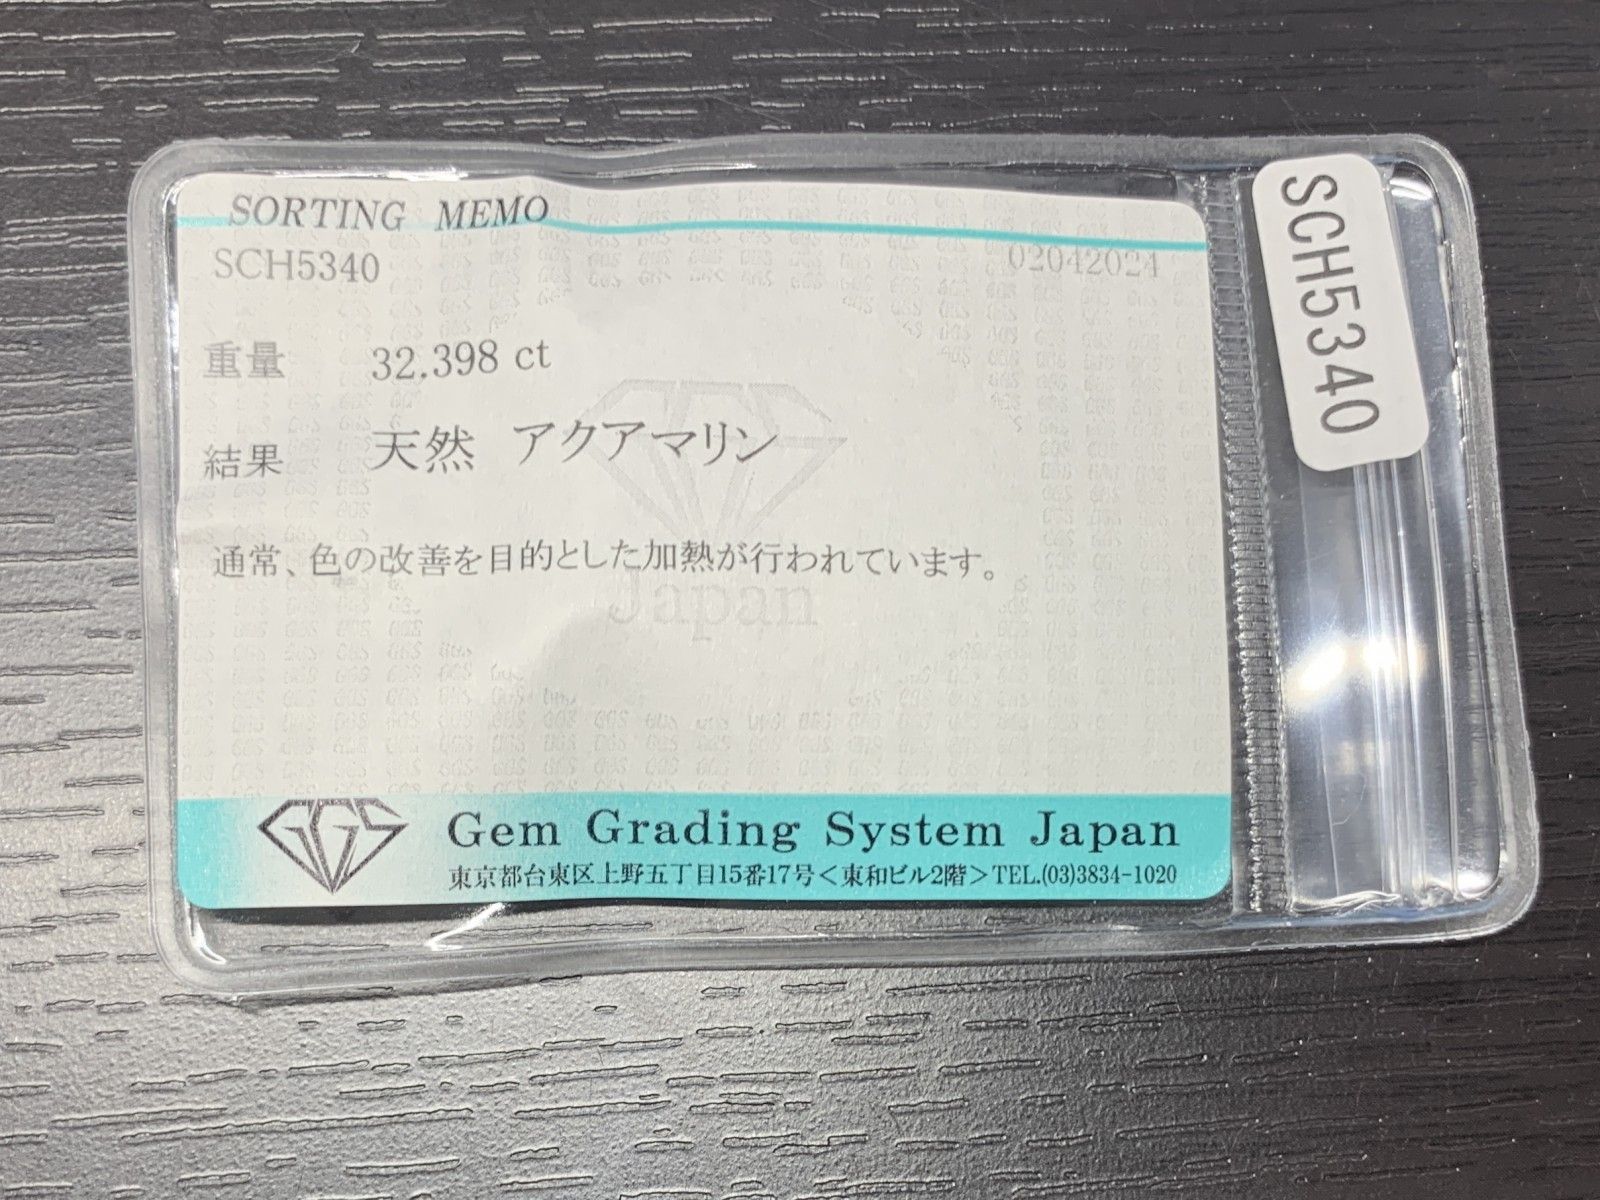 SORTING MEMO
SCH5340 02042024
重量 32.398 ct
結果 天然 アクアマリン
通常、色の改善を目的とした加熱が行われています。
Japan
GGS Gem Grading System Japan
東京都台東区上野五丁目15番17号<東和ビル2階>TEL.(03)3834-1020
SCH5340